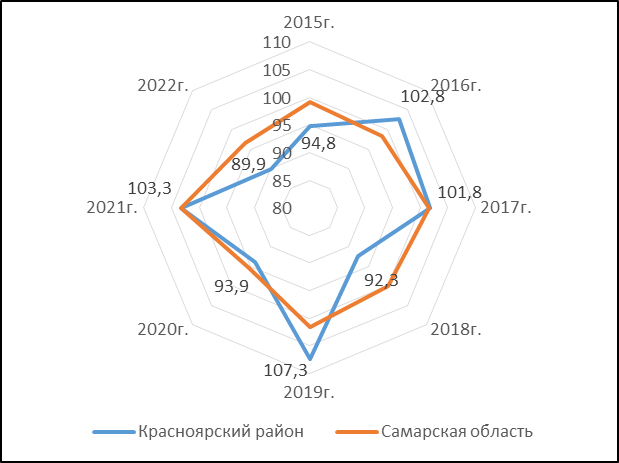 2015г.
110
105
2022г.
2016г.
100
102,8
95
94,8
90
89,9
85
103,3
101,8
2021г.
80
2017г.
92,3
93,9
2020г.
2018г.
107,3
2019г.
Красноярский район
Самарская область